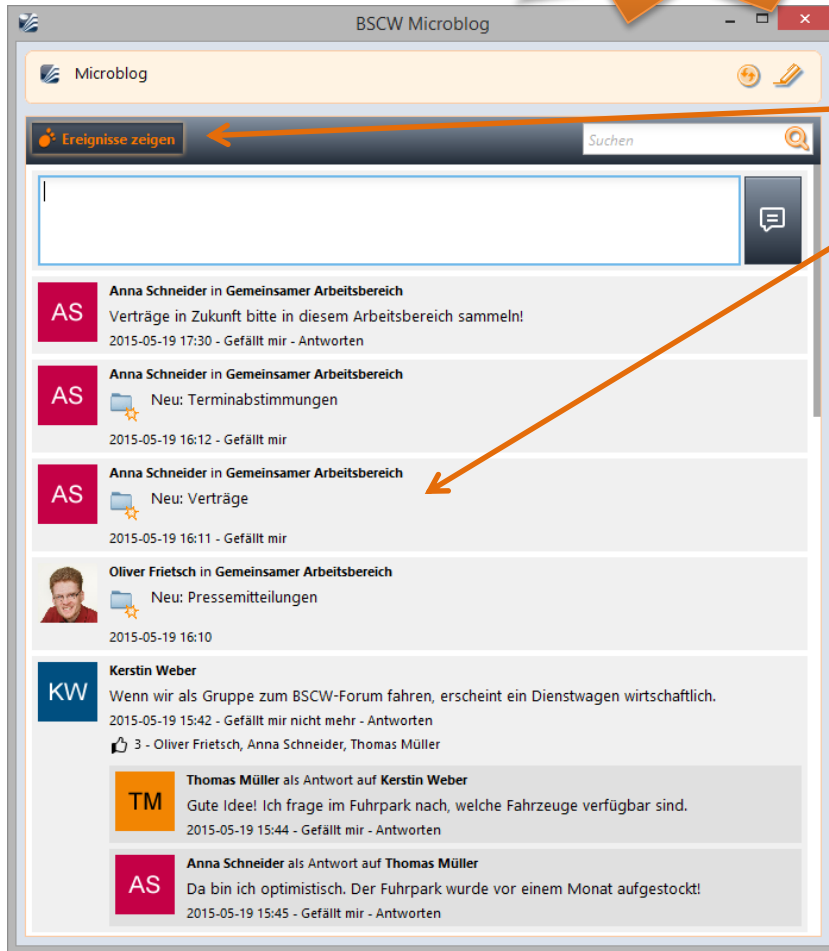 BSCW Microblog
Microblog
Ereignisse zeigen
Suchen
AS
Anna Schneider in Gemeinsamer Arbeitsbereich
Verträge in Zukunft bitte in diesem Arbeitsbereich sammeln!
2015-05-19 17:30 - Gefällt mir - Antworten
AS
Anna Schneider in Gemeinsamer Arbeitsbereich
Neu: Terminabstimmungen
2015-05-19 16:12 - Gefällt mir
AS
Anna Schneider in Gemeinsamer Arbeitsbereich
Neu: Verträge
2015-05-19 16:11 - Gefällt mir
Oliver Frietsch in Gemeinsamer Arbeitsbereich
Neu: Pressemitteilungen
2015-05-19 16:10
KW
Kerstin Weber
Wenn wir als Gruppe zum BSCW-Forum fahren, erscheint ein Dienstwagen wirtschaftlich.
2015-05-19 15:42 - Gefällt mir nicht mehr - Antworten
3 - Oliver Frietsch, Anna Schneider, Thomas Müller
TM
Thomas Müller als Antwort auf Kerstin Weber
Gute Idee! Ich frage im Fuhrpark nach, welche Fahrzeuge verfügbar sind.
2015-05-19 15:44 - Gefällt mir - Antworten
AS
Anna Schneider als Antwort auf Thomas Müller
Da bin ich optimistisch. Der Fuhrpark wurde vor einem Monat aufgestockt!
2015-05-19 15:45 - Gefällt mir - Antworten